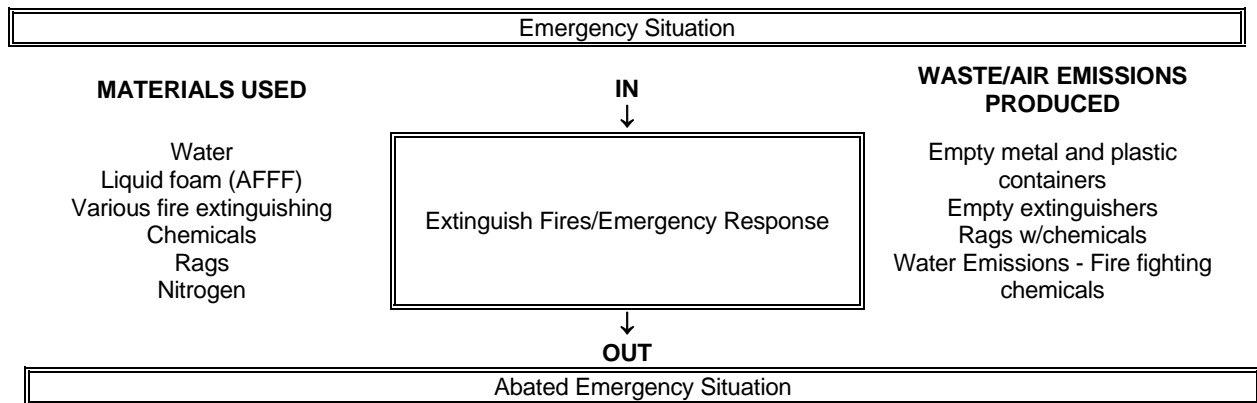 Emergency Situation
MATERIALS USED
Water
Liquid foam (AFFF)
Various fire extinguishing
Chemicals
Rags
Nitrogen
IN
↓
Extinguish Fires/Emergency Response
↓
OUT
WASTE/AIR EMISSIONS
PRODUCED
Empty metal and plastic
containers
Empty extinguishers
Rags w/chemicals
Water Emissions - Fire fighting
chemicals
Abated Emergency Situation